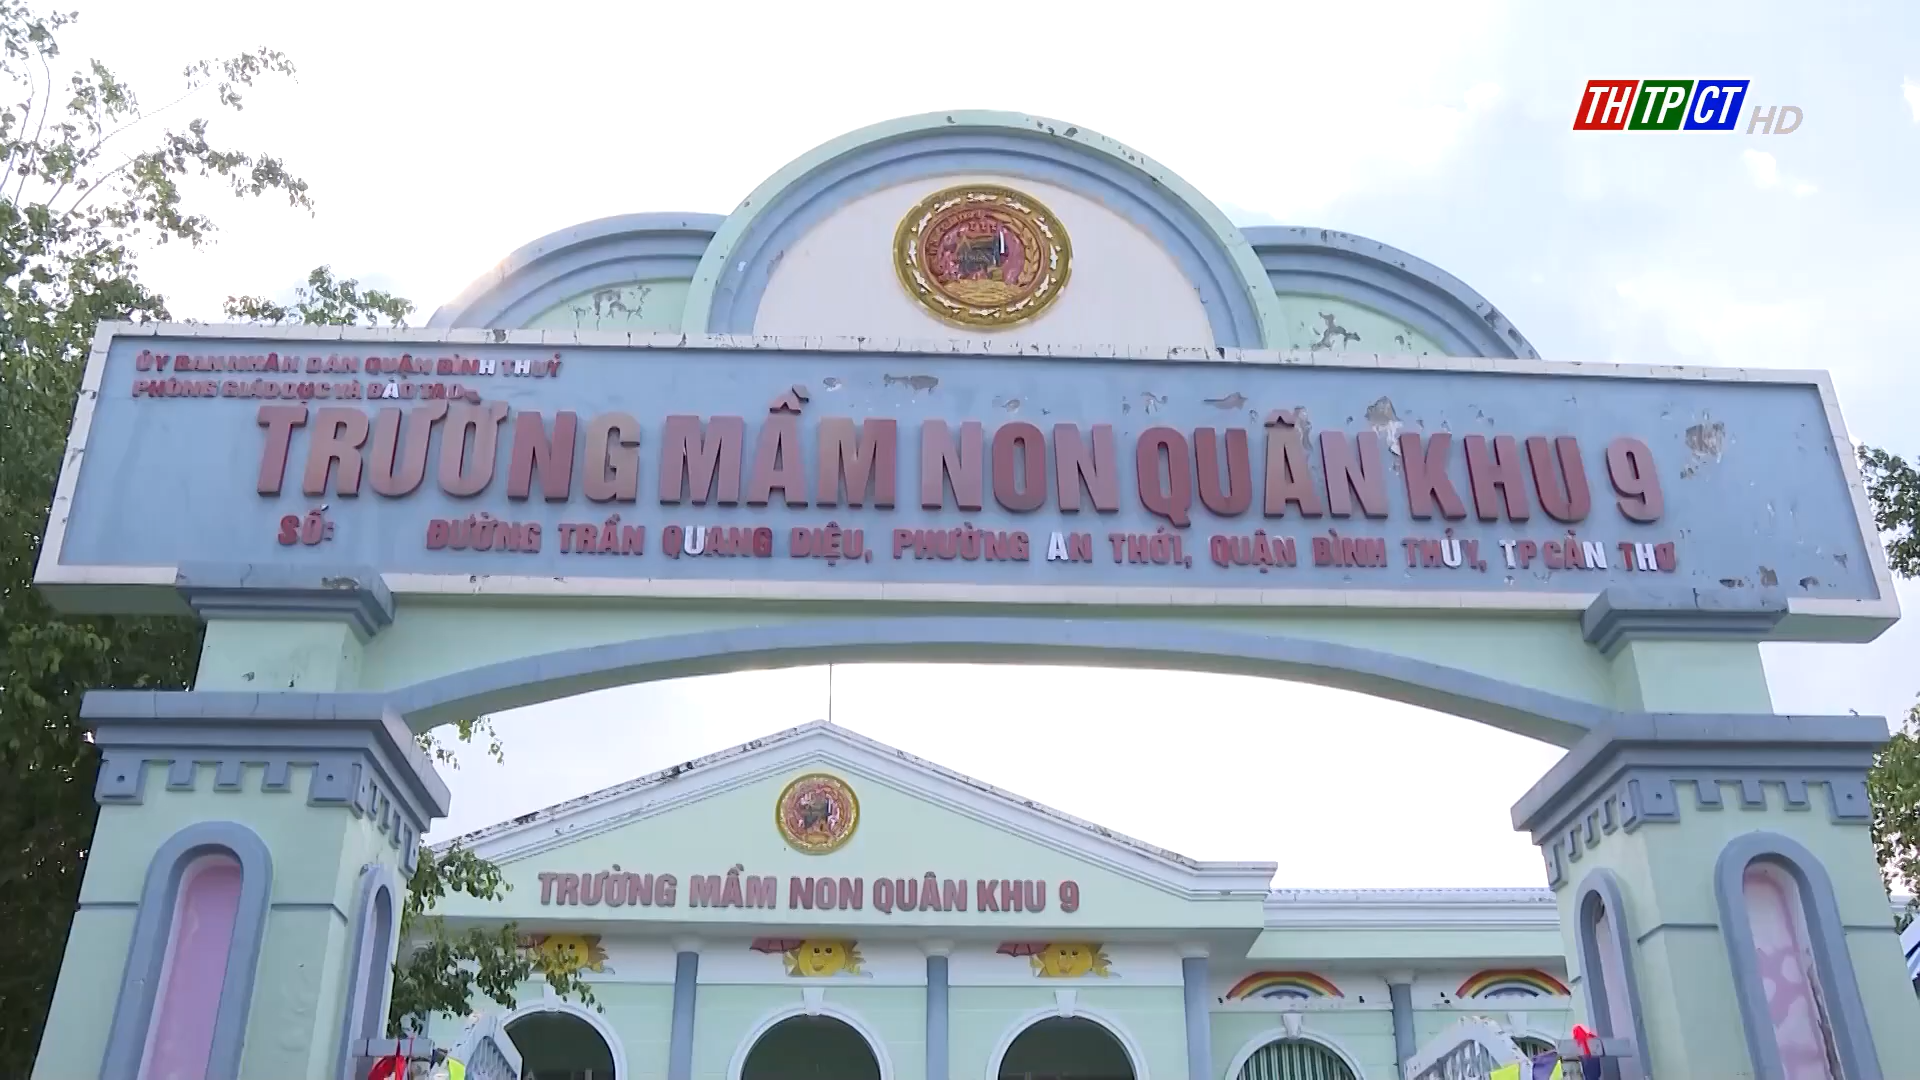 THTPCT HD
ỦY BAN NHÂN DÂN QUẬN BÌNH THUỶ
PHÒNG GIÁO DỤC VÀ ĐÀO TẠO
TRƯỜNG MẦM NON QUÂN KHU 9
SỐ: ĐƯỜNG TRẦN QUANG DIỆU, PHƯỜNG AN THỚI, QUẬN BÌNH THỦY, TP CẦN THƠ
TRƯỜNG MẦM NON QUÂN KHU 9